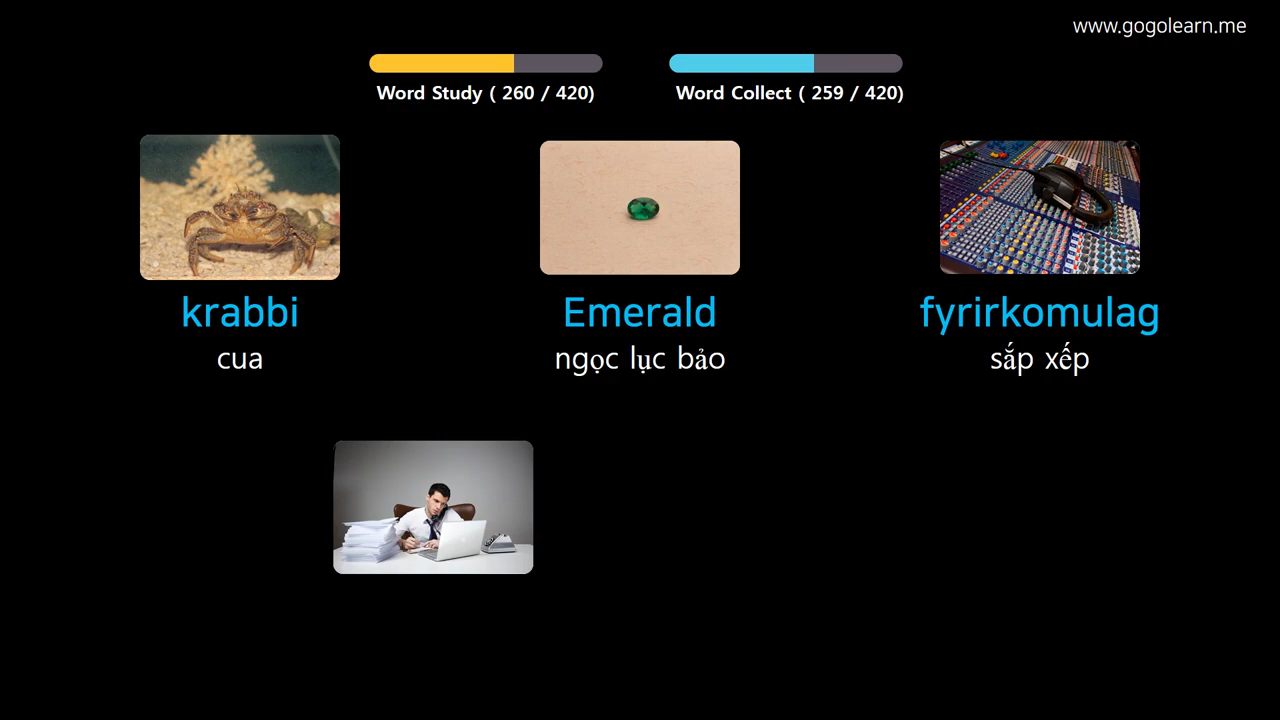 www.gogolearn.me
Word Study ( 260 / 420)
Word Collect ( 259 / 420)
krabbi
Emerald
fyrirkomulag
cua
ngọc lục bảo
sắp xếp